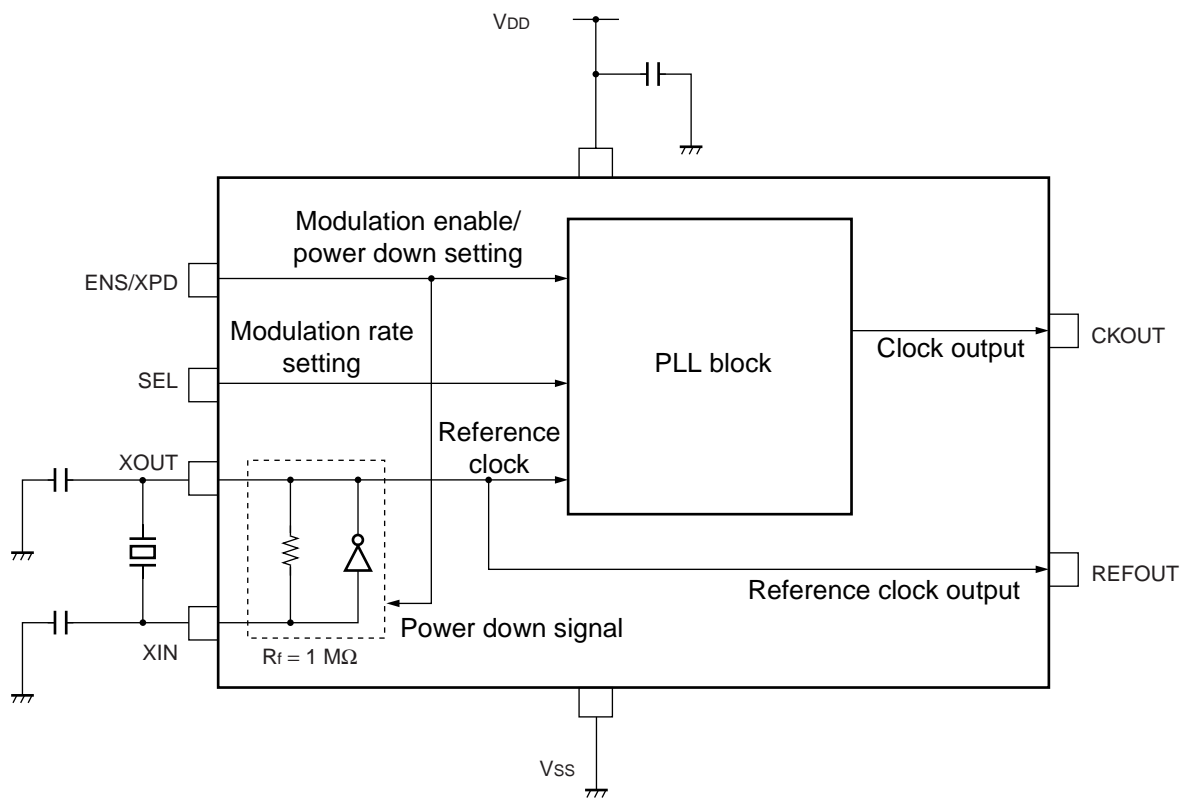 VDD
Modulation enable/
power down setting
ENS/XPD
Modulation rate
setting
SEL
PLL block
Clock output
CKOUT
Reference
clock
XOUT
Reference clock output
REFOUT
Power down signal
XIN
Rf = 1 MΩ
VSS